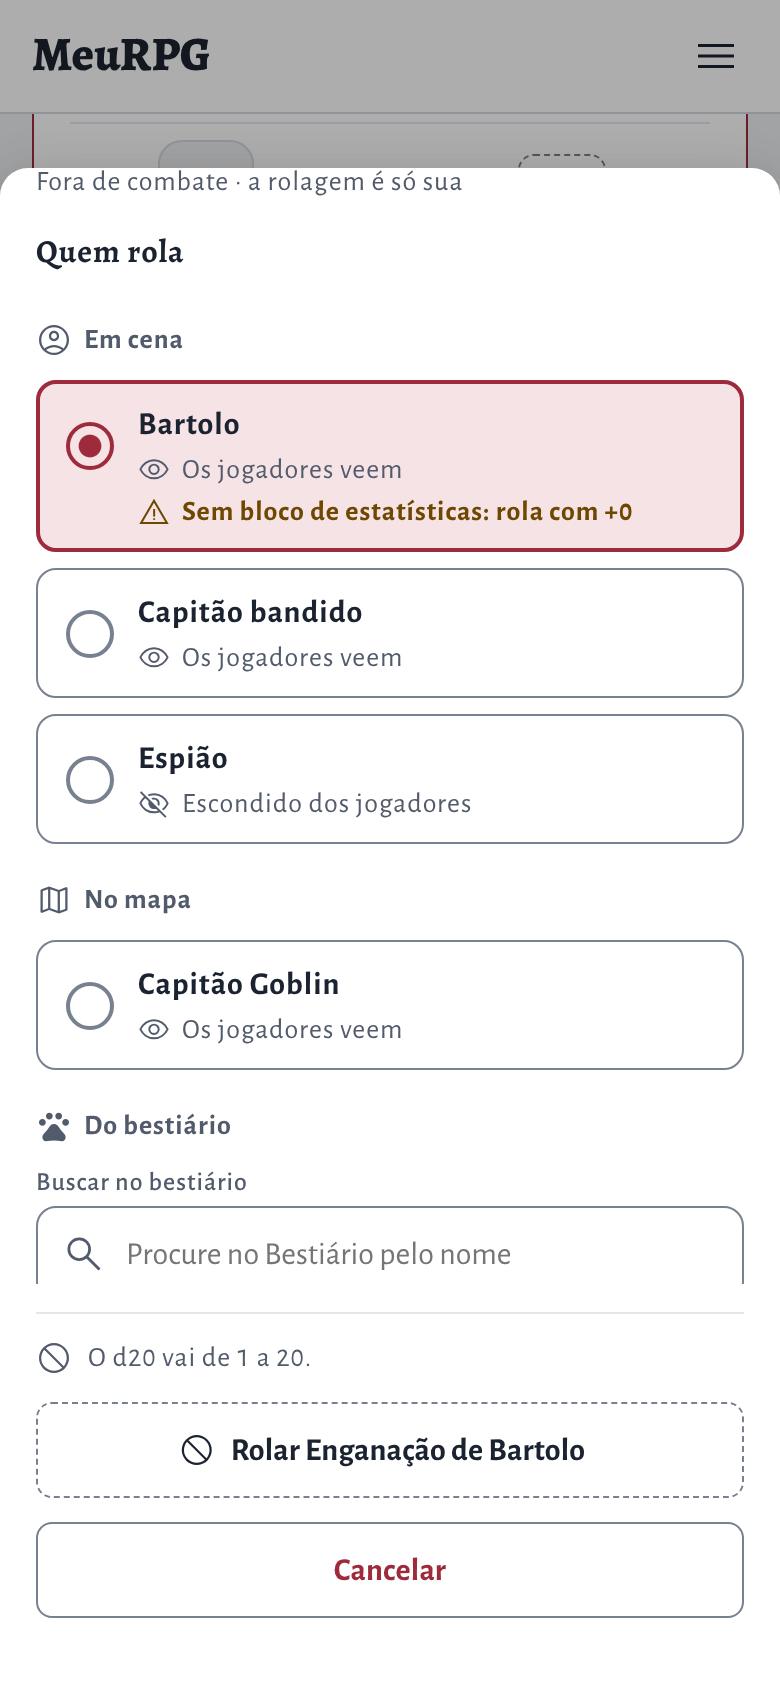 MeuRPG
Fora de combate · a rolagem é só sua
Quem rola
Em cena
Bartolo
Os jogadores veem
Sem bloco de estatísticas: rola com +0
Capitão bandido
Os jogadores veem
Espião
Escondido dos jogadores
No mapa
Capitão Goblin
Os jogadores veem
Do bestiário
Buscar no bestiário
Procure no Bestiário pelo nome
O d20 vai de 1 a 20.
Rolar Enganação de Bartolo
Cancelar